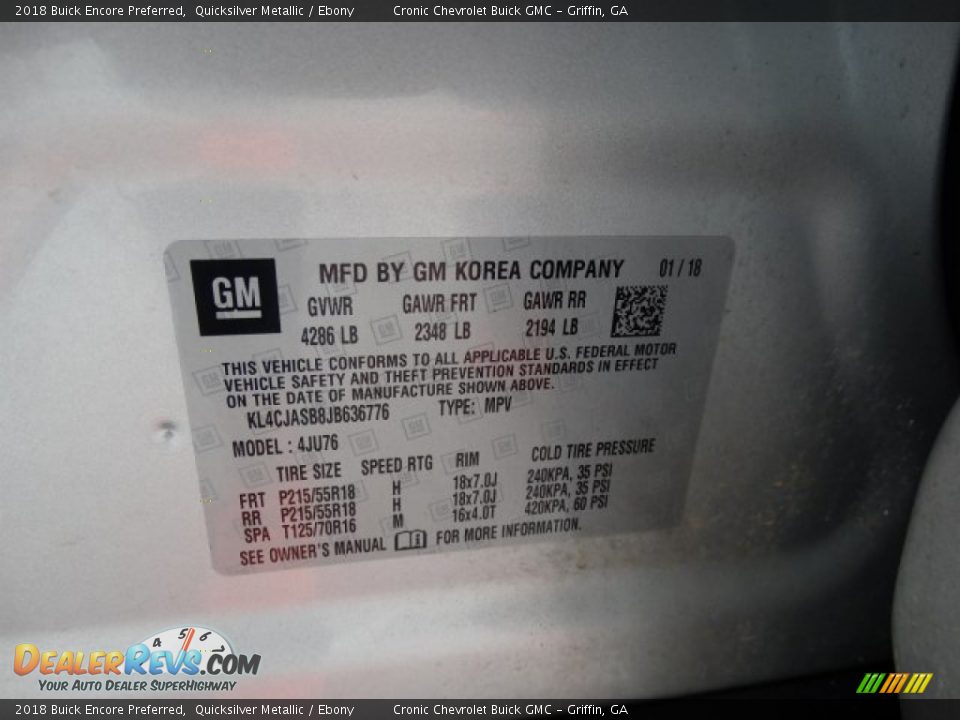 2018 Buick Encore Preferred,  Quicksilver Metallic / Ebony    Cronic Chevrolet Buick GMC – Griffin, GA
GM
MFD BY GM KOREA COMPANY 01 / 18
GVWR GAWR FRT GAWR RR
4286 LB 2348 LB 2194 LB
THIS VEHICLE CONFORMS TO ALL APPLICABLE U.S. FEDERAL MOTOR
VEHICLE SAFETY AND THEFT PREVENTION STANDARDS IN EFFECT
ON THE DATE OF MANUFACTURE SHOWN ABOVE.
KL4CJASB8JB636776 TYPE: MPV
MODEL : 4JU76
TIRE SIZE SPEED RTG RIM COLD TIRE PRESSURE
FRT P215/55R18 H 18x7.0J 240KPA, 35 PSI
RR P215/55R18 H 18x7.0J 240KPA, 35 PSI
SPA T125/70R16 M 16x4.0T 420KPA, 60 PSI
SEE OWNER'S MANUAL FOR MORE INFORMATION.
4 5 6
DEALERREVS.COM
YOUR AUTO DEALER SUPERHIGHWAY
2018 Buick Encore Preferred,  Quicksilver Metallic / Ebony    Cronic Chevrolet Buick GMC – Griffin, GA